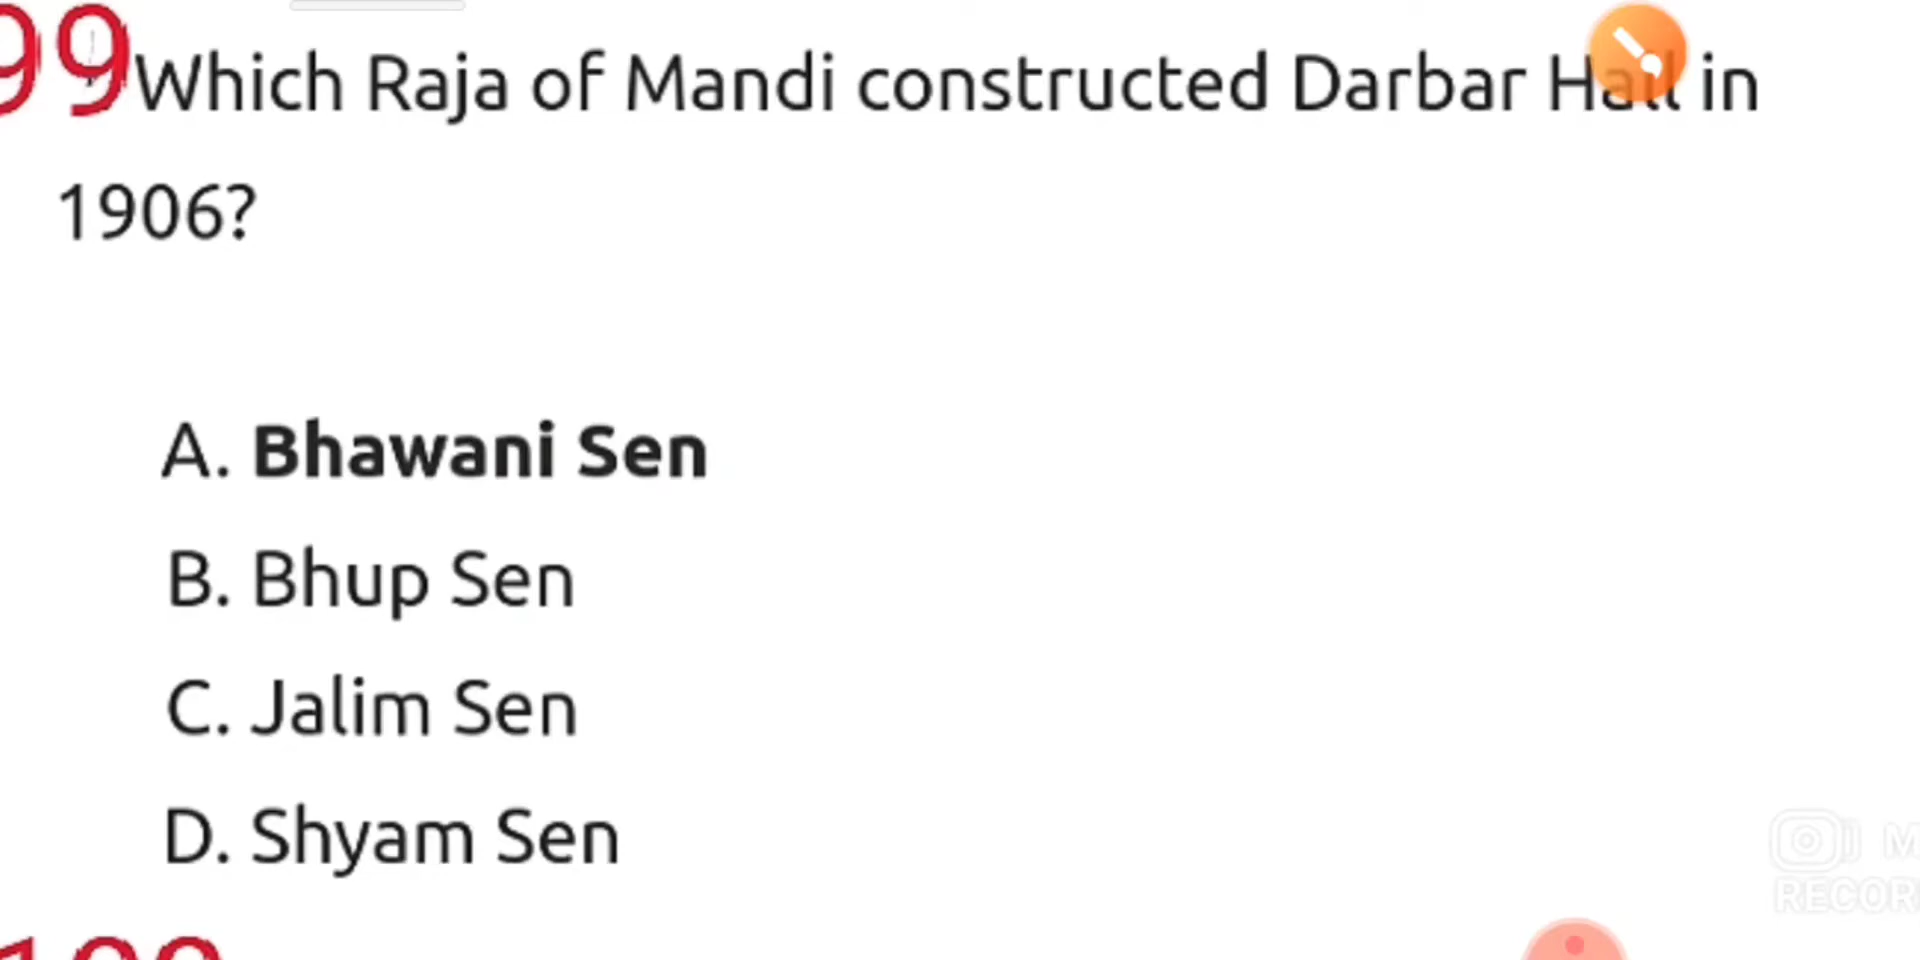 99 Which Raja of Mandi constructed Darbar Hall in
1906?
A. Bhawani Sen
B. Bhup Sen
C. Jalim Sen
D. Shyam Sen